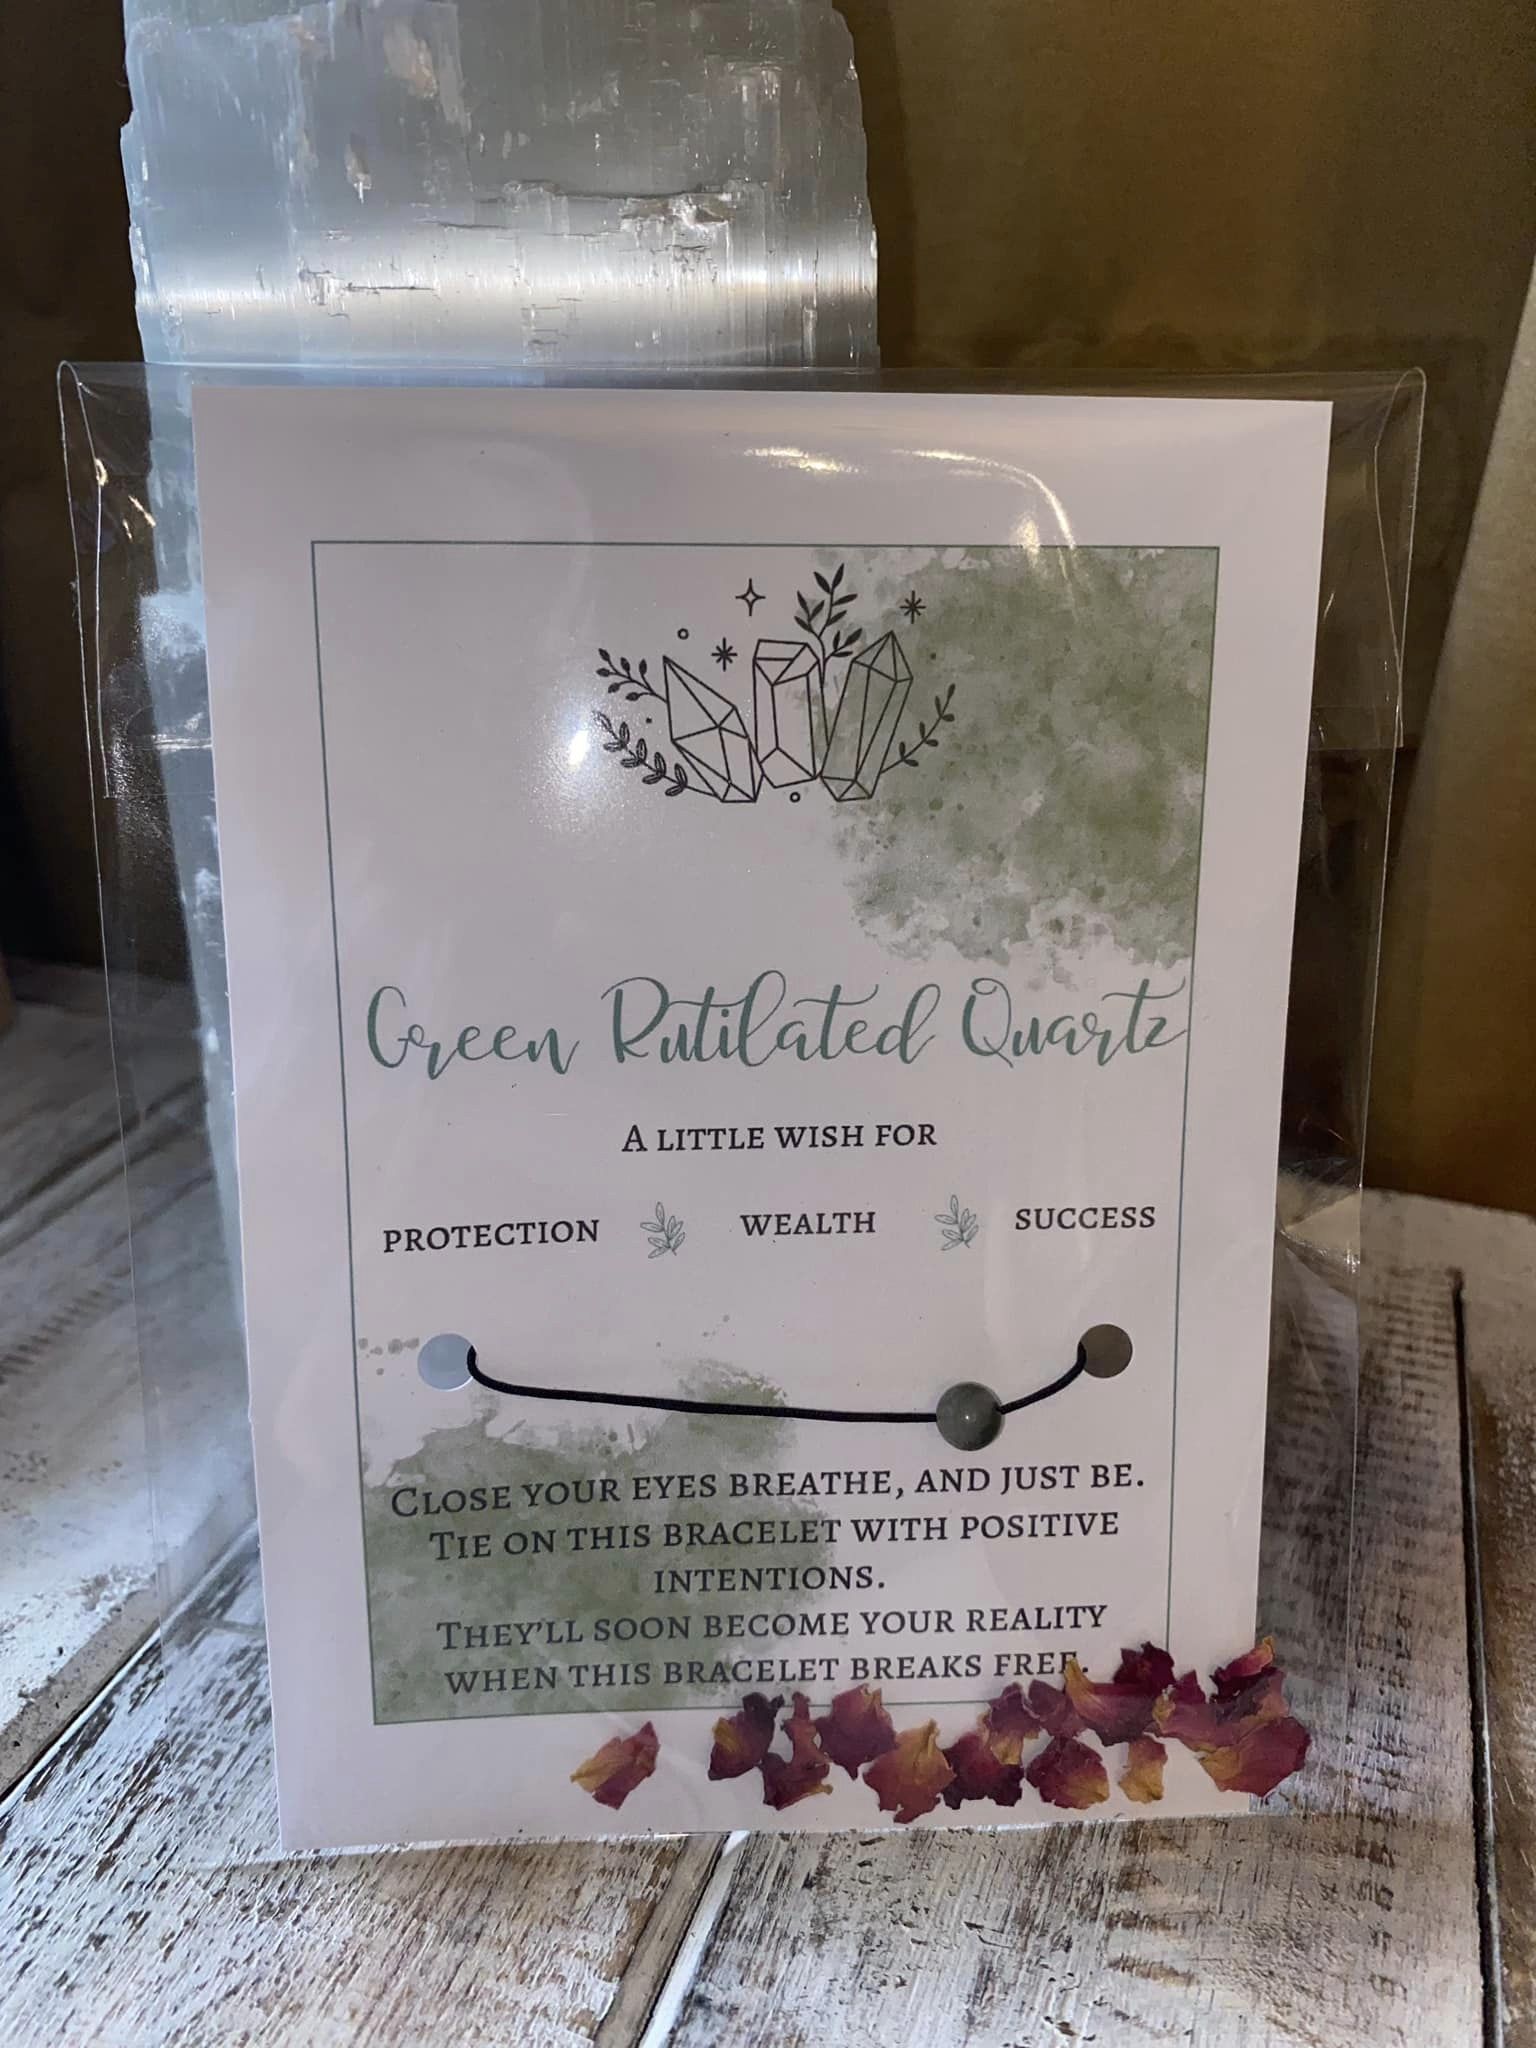 Green Rutilated Quartz
A LITTLE WISH FOR
PROTECTION WEALTH SUCCESS
CLOSE YOUR EYES BREATHE, AND JUST BE.
TIE ON THIS BRACELET WITH POSITIVE
INTENTIONS.
THEY'LL SOON BECOME YOUR REALITY
WHEN THIS BRACELET BREAKS FREE.